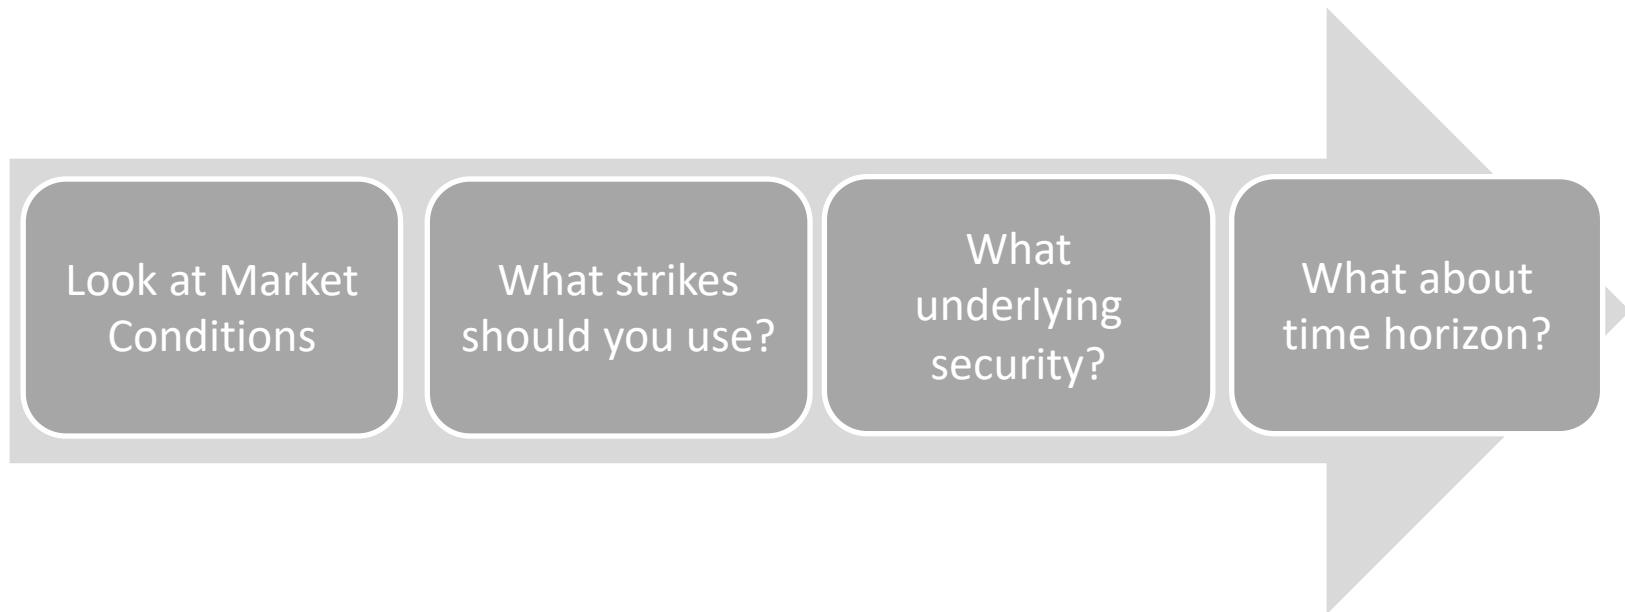 Look at Market
Conditions
What strikes
should you use?
What
underlying
security?
What about
time horizon?